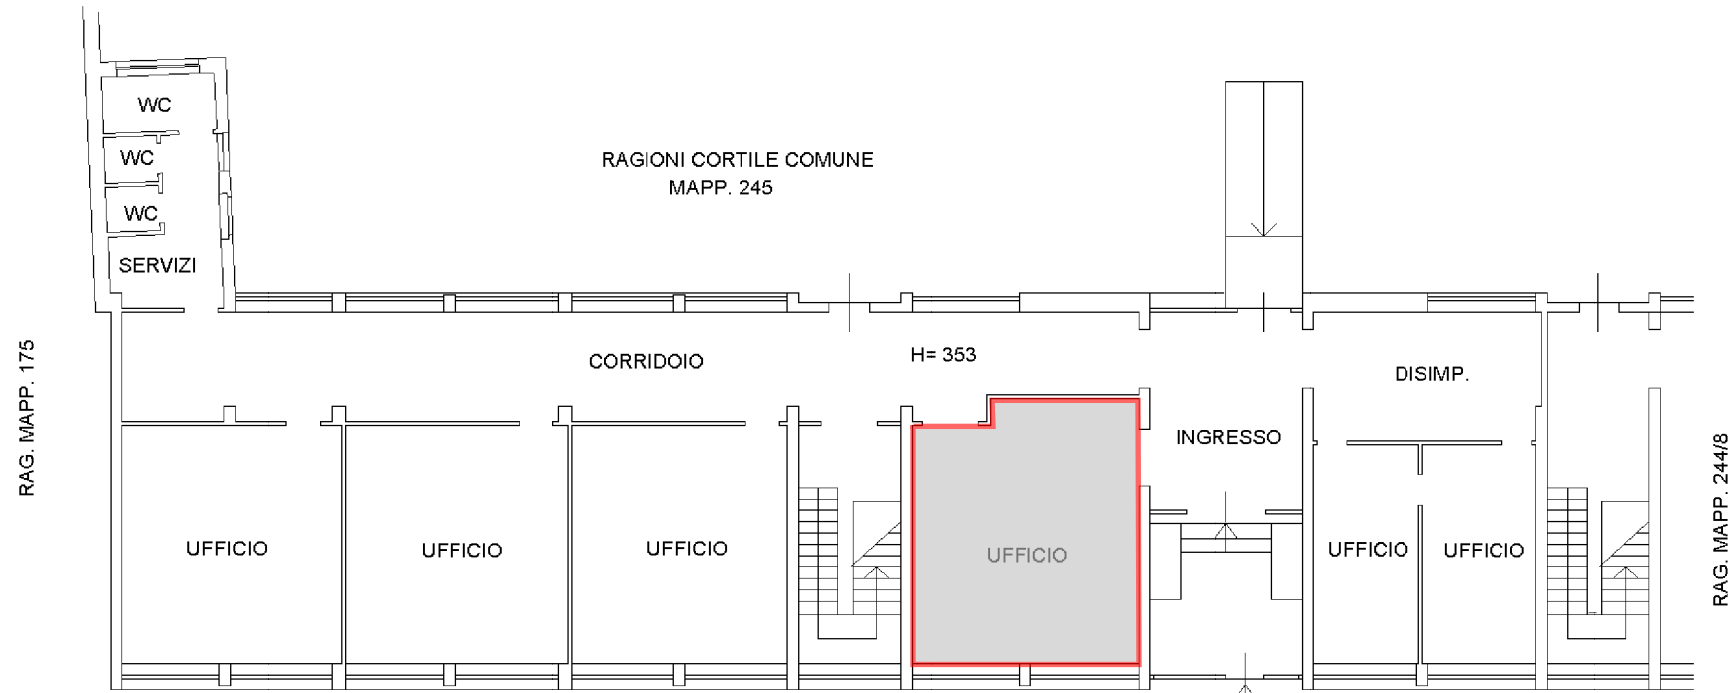 WC
WC
WC
SERVIZI
RAGIONI CORTILE COMUNE
MAPP. 245
RAG. MAPP. 175
CORRIDOIO
H= 353
DISIMP.
INGRESSO
UFFICIO
UFFICIO
UFFICIO
UFFICIO
UFFICIO
UFFICIO
RAG. MAPP. 244/8